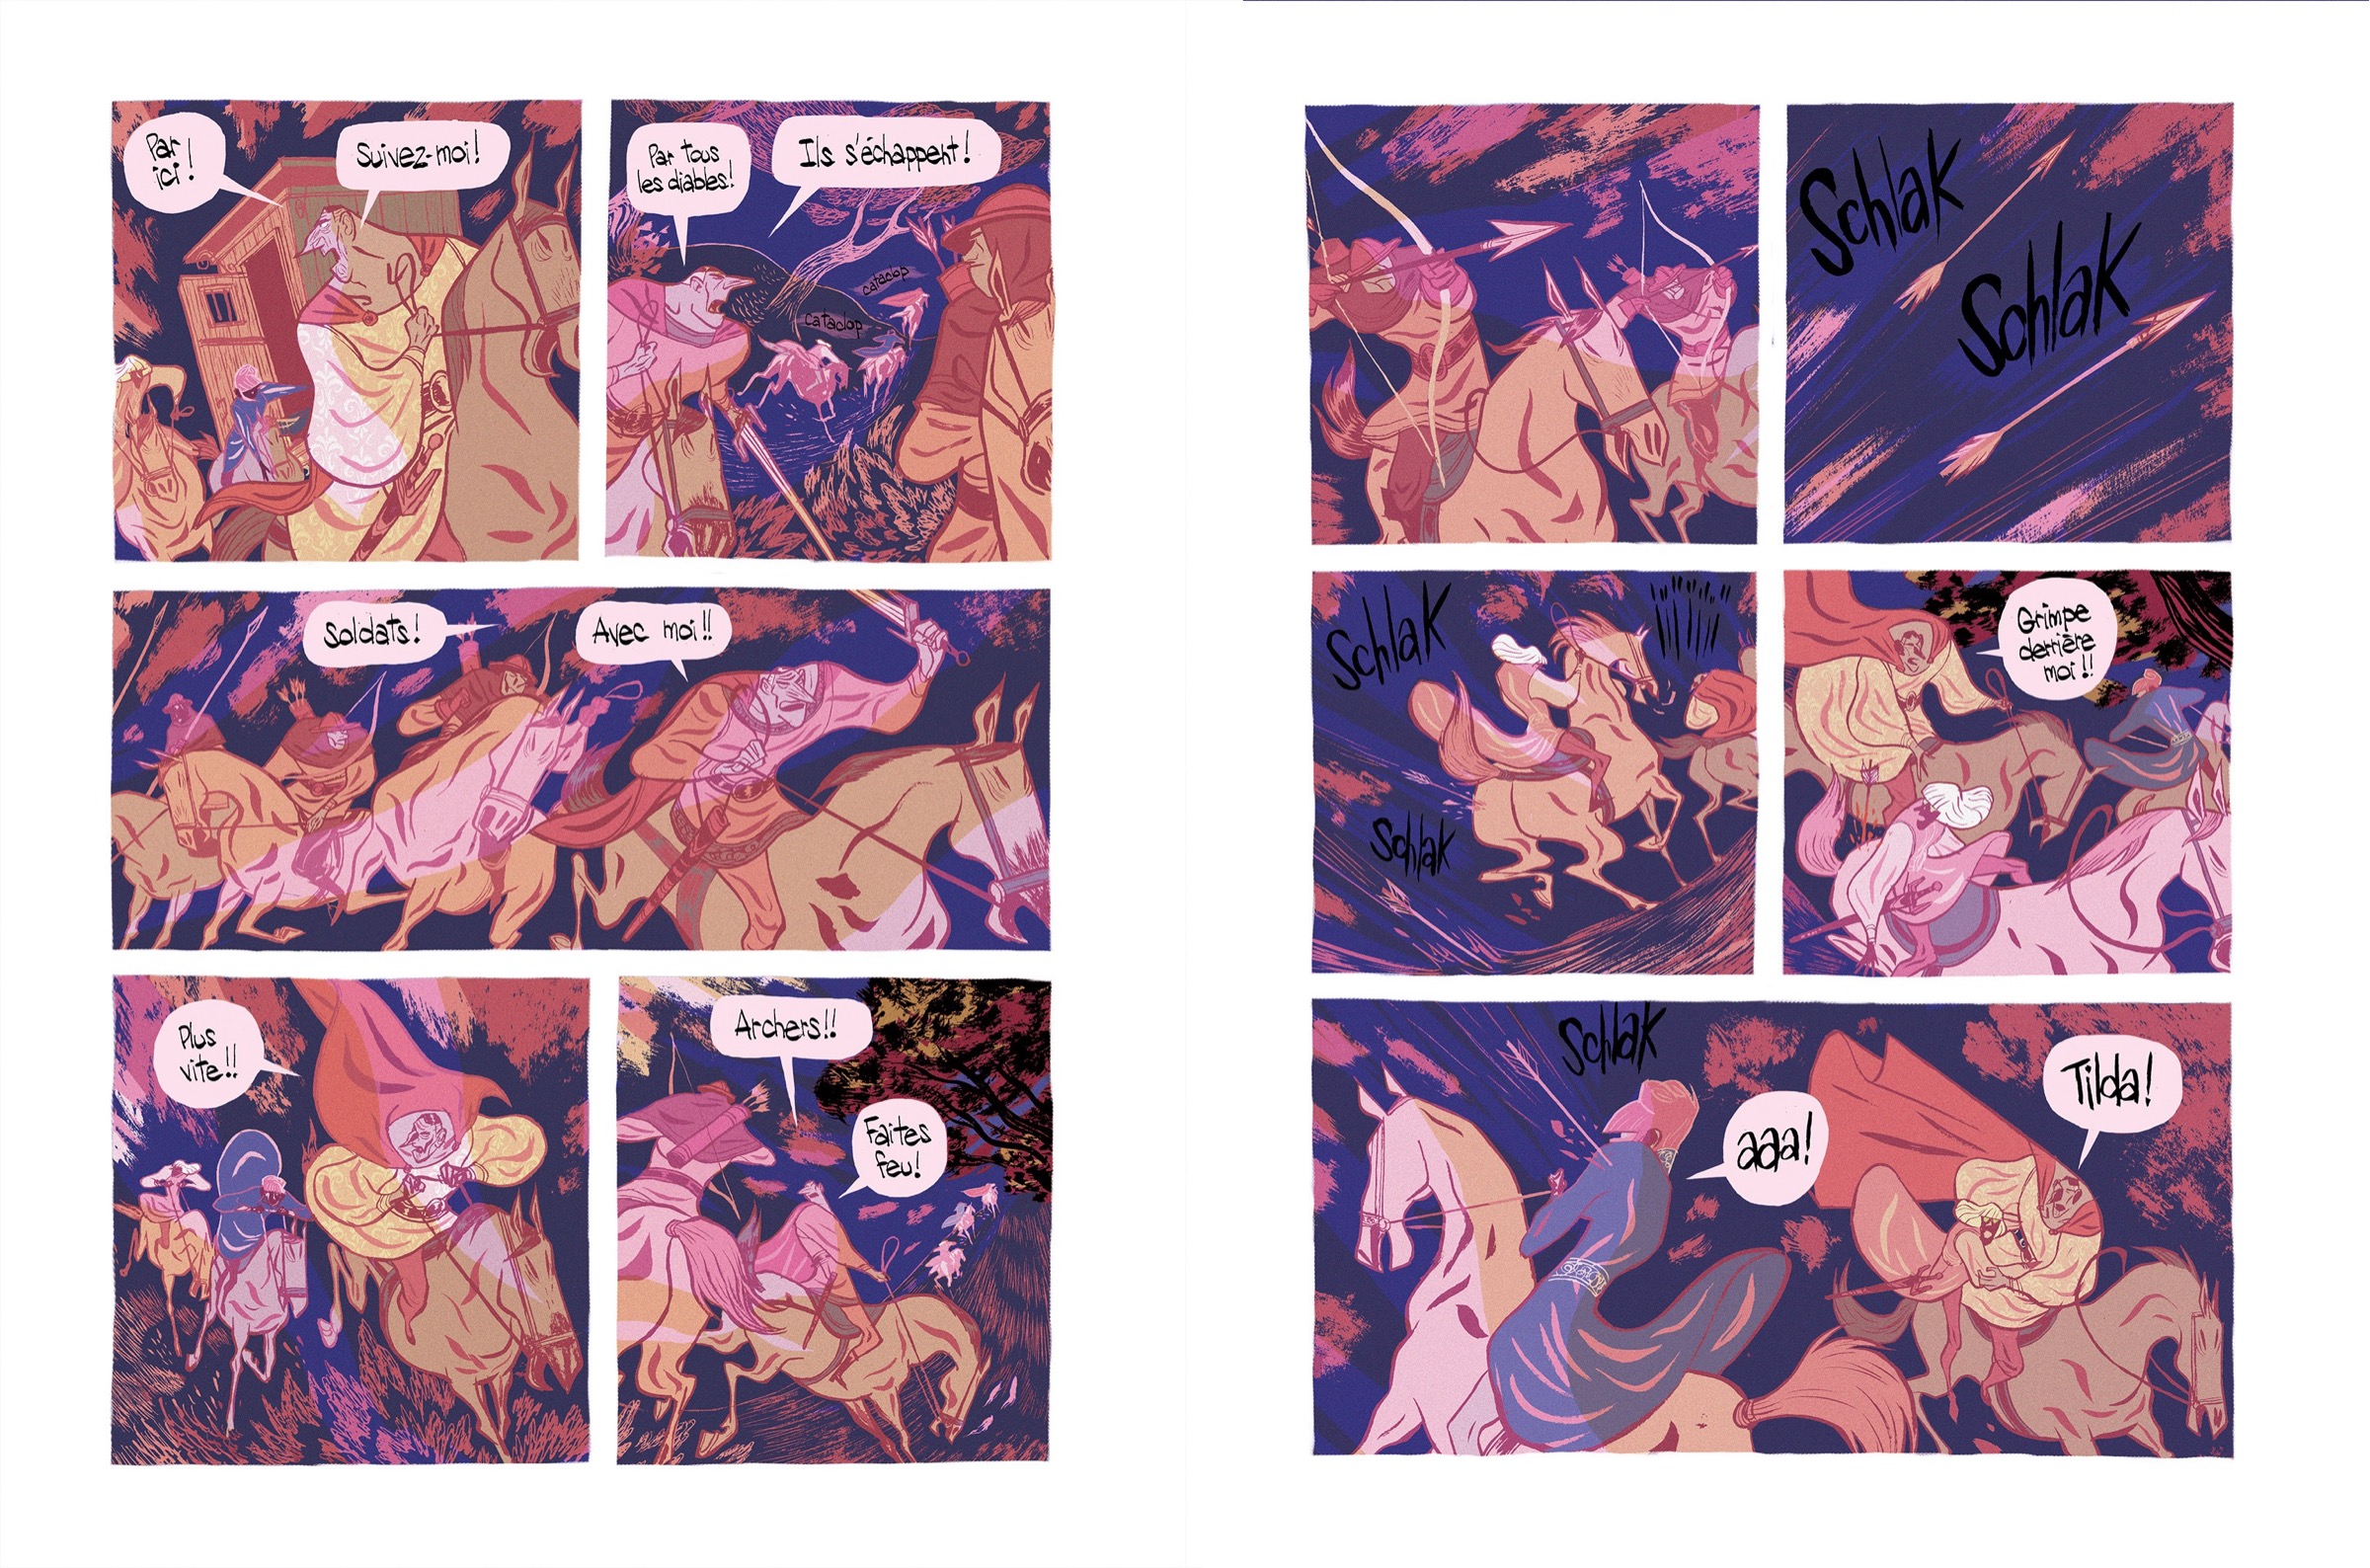 Par
ici !
Suivez-moi !
Par tous
les diables !
Ils s'échappent !
cataclop
cataclop
Soldats !
Avec moi !!
Plus
vite !!
Archers !!
Faites
feu !
Schlak
Schlak
Schlak
iiiiiii
Schlak
Grimpe
derrière
moi !!
Schlak
aaa !
Tilda !